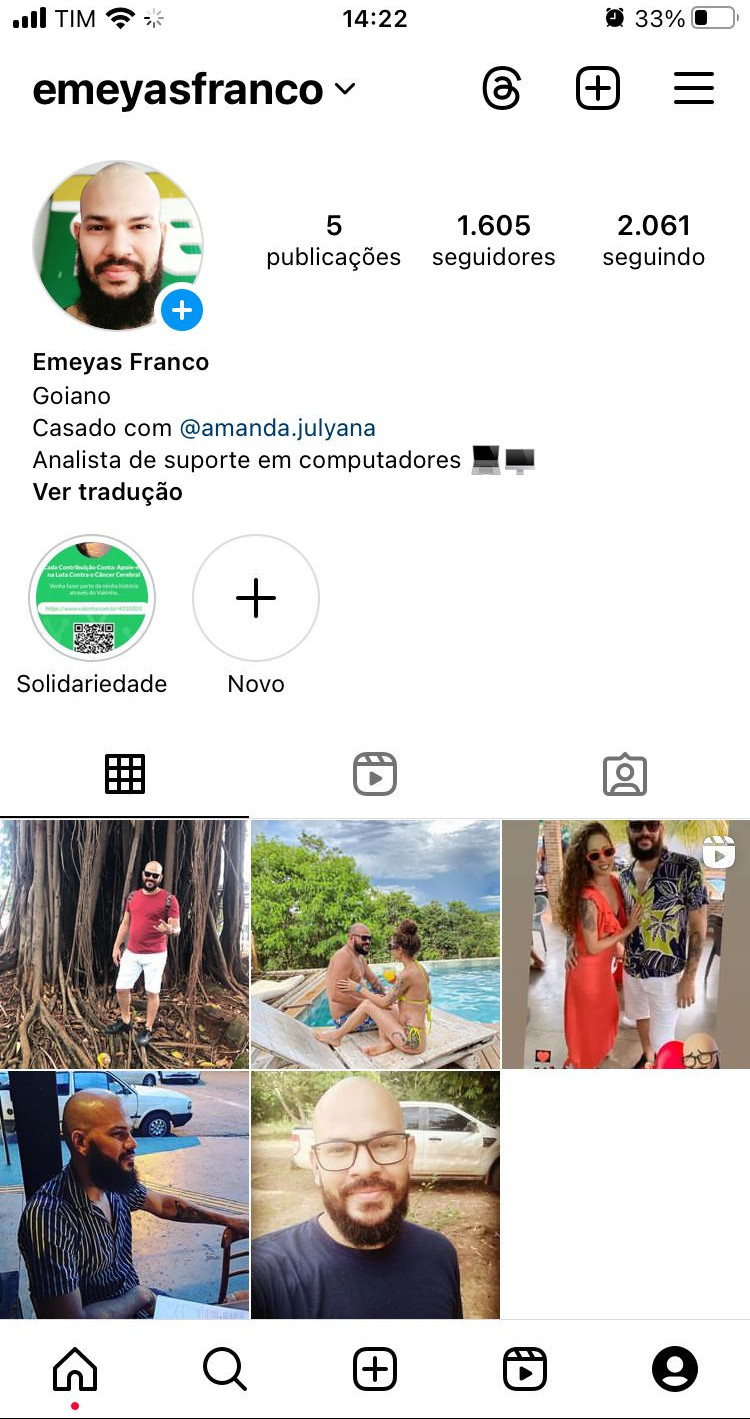 TIM
14:22
33%
emeyasfranco
5 1.605 2.061
publicações seguidores seguindo
Emeyas Franco
Goiano
Casado com @amanda.julyana
Analista de suporte em computadores
Ver tradução
Cada Contribuição Conta: Apoie-
na Luta Contra o Câncer Cerebral
Venha fazer parte da minha história
através do Vakinha.
Solidariedade
Novo